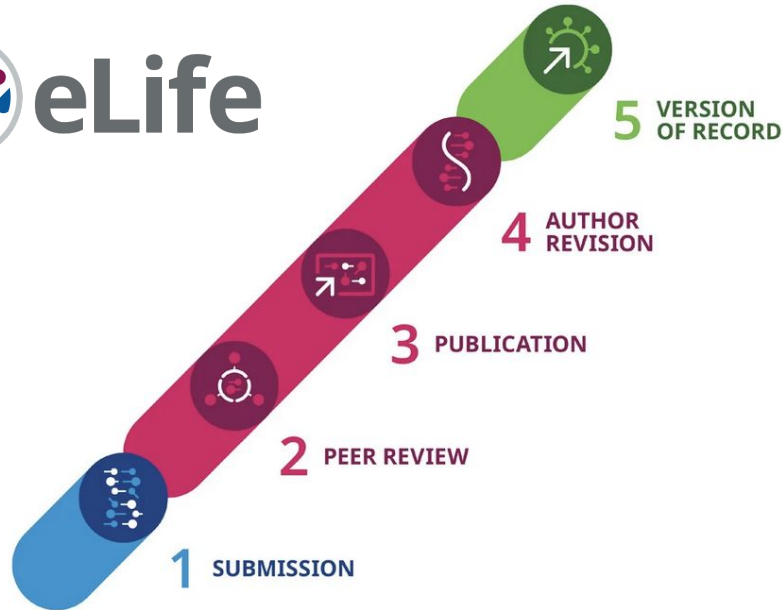 eLife
5 VERSION
OF RECORD
4 AUTHOR
REVISION
3 PUBLICATION
2 PEER REVIEW
1 SUBMISSION